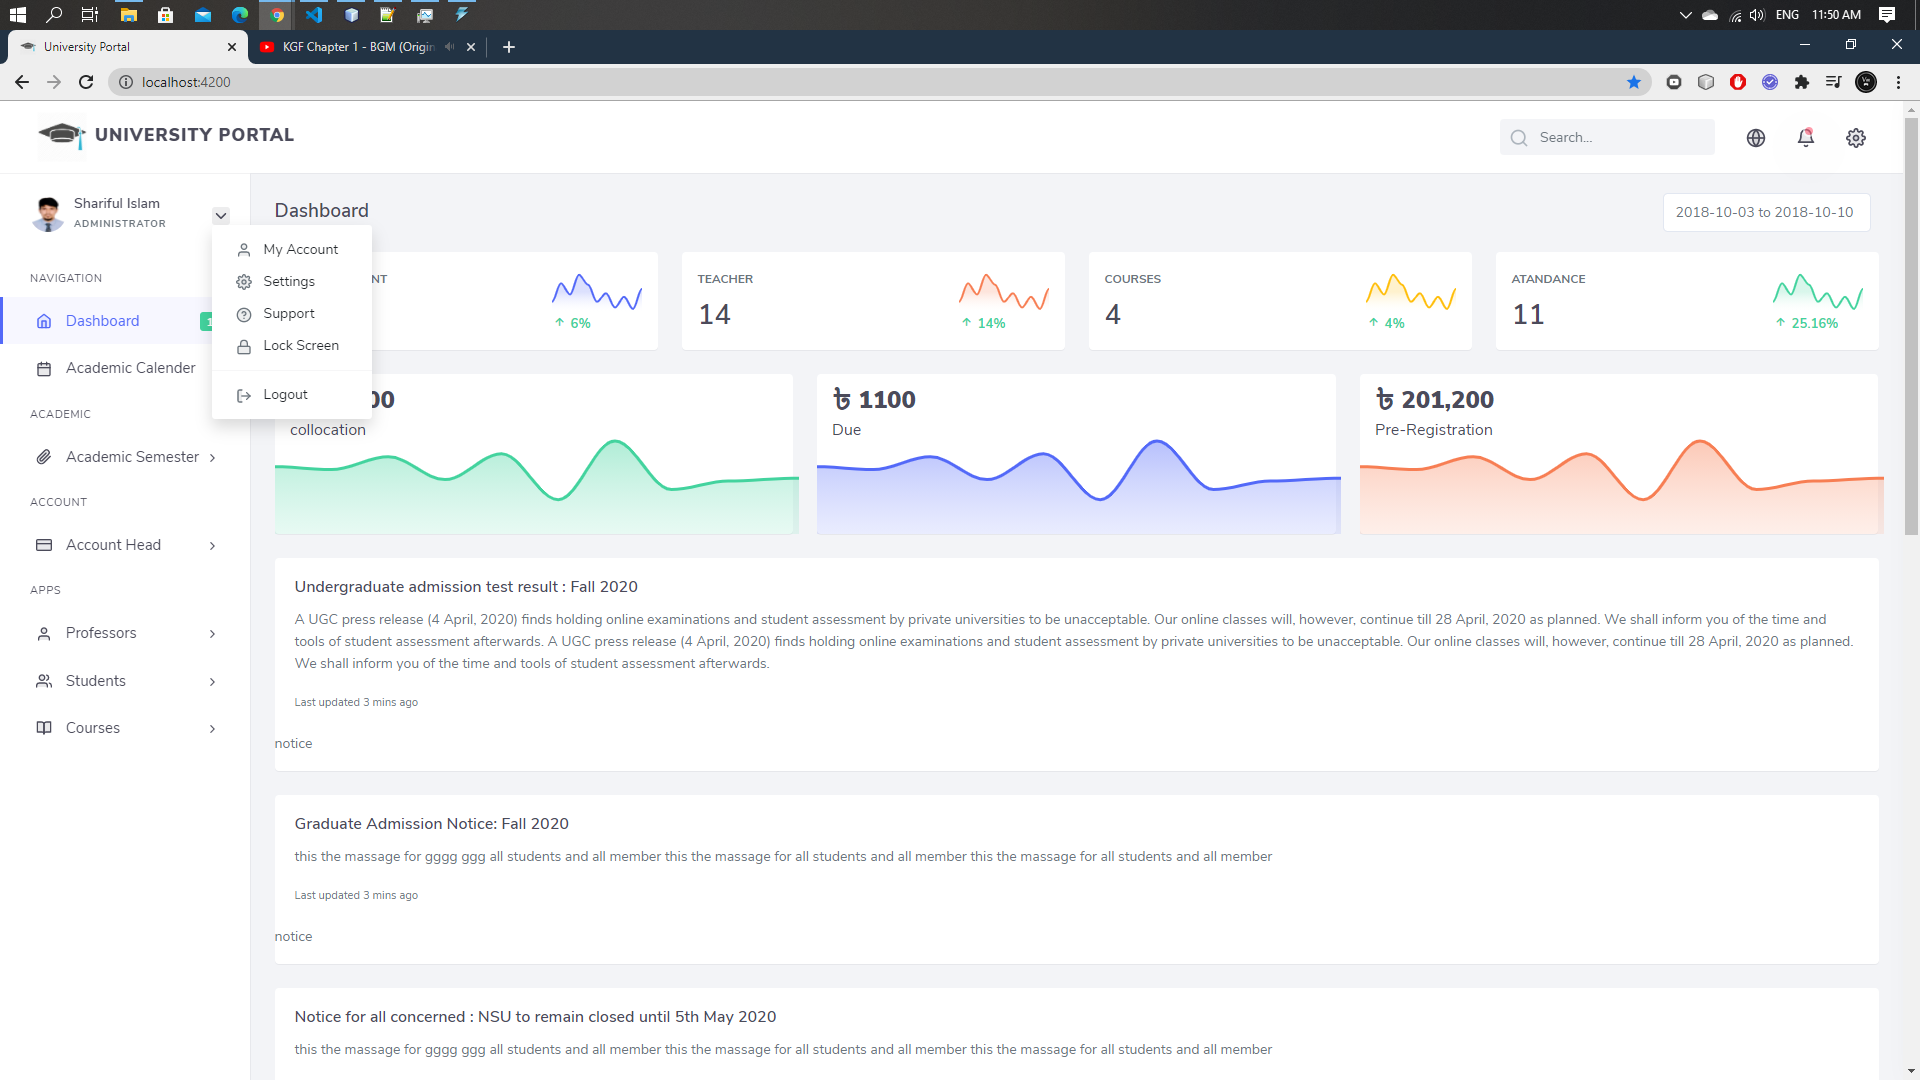 ENG 11:50 AM
University Portal
KGF Chapter 1 - BGM (Origin
localhost:4200
UNIVERSITY PORTAL
Search...
Shariful Islam
ADMINISTRATOR
Dashboard
2018-10-03 to 2018-10-10
My Account
Settings
Support
Lock Screen
Logout
NAVIGATION
Dashboard
1
Academic Calender
ACADEMIC
Academic Semester
ACCOUNT
Account Head
APPS
Professors
Students
Courses
NT
6%
TEACHER
14
14%
COURSES
4
4%
ATANDANCE
11
25.16%
00
collocation
৳ 1100
Due
৳ 201,200
Pre-Registration
Undergraduate admission test result : Fall 2020
A UGC press release (4 April, 2020) finds holding online examinations and student assessment by private universities to be unacceptable. Our online classes will, however, continue till 28 April, 2020 as planned. We shall inform you of the time and
tools of student assessment afterwards. A UGC press release (4 April, 2020) finds holding online examinations and student assessment by private universities to be unacceptable. Our online classes will, however, continue till 28 April, 2020 as planned.
We shall inform you of the time and tools of student assessment afterwards.
Last updated 3 mins ago
notice
Graduate Admission Notice: Fall 2020
this the massage for gggg ggg all students and all member this the massage for all students and all member this the massage for all students and all member
Last updated 3 mins ago
notice
Notice for all concerned : NSU to remain closed until 5th May 2020
this the massage for gggg ggg all students and all member this the massage for all students and all member this the massage for all students and all member